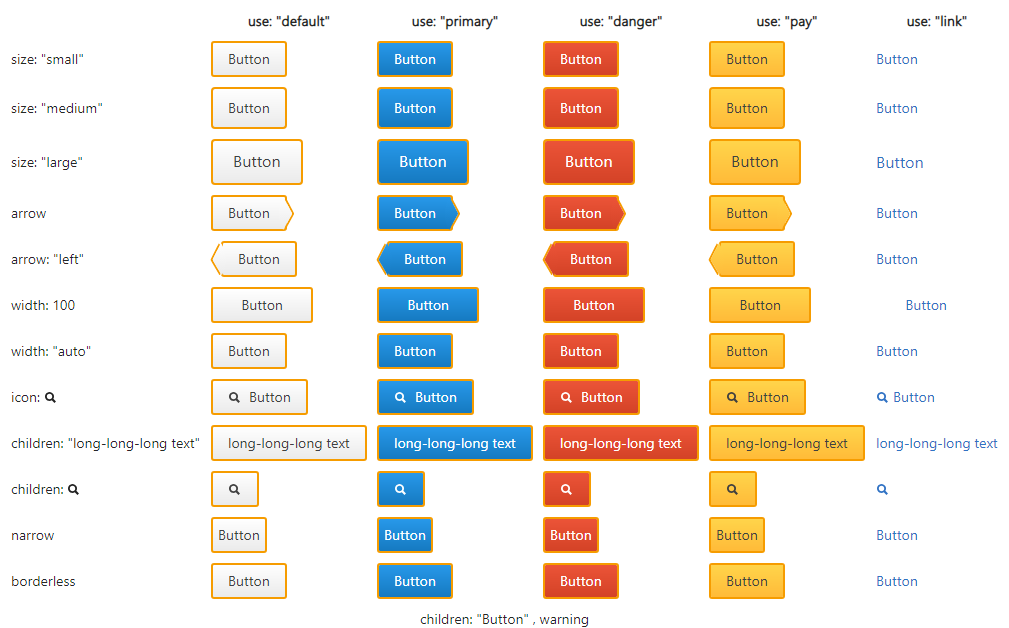 use: "default" use: "primary" use: "danger" use: "pay" use: "link"
size: "small" Button Button Button Button Button
size: "medium" Button Button Button Button Button
size: "large" Button Button Button Button Button
arrow Button Button Button Button Button
arrow: "left" Button Button Button Button Button
width: 100 Button Button Button Button Button
width: "auto" Button Button Button Button Button
icon: Button Button Button Button Button
children: "long-long-long text" long-long-long text long-long-long text long-long-long text long-long-long text long-long-long text
children:
narrow Button Button Button Button Button
borderless Button Button Button Button Button
children: "Button" , warning